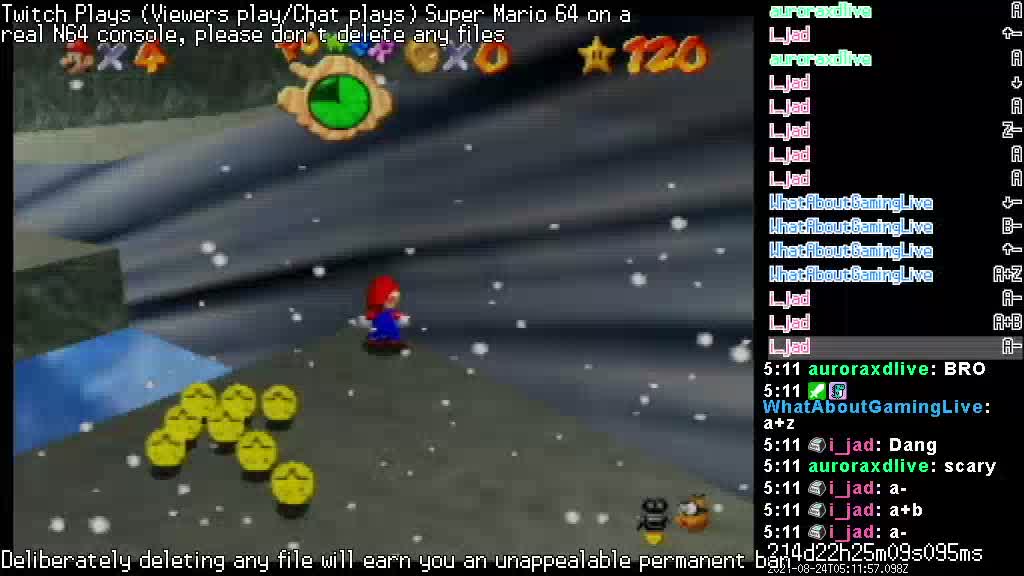 Twitch Plays (Viewers play/Chat plays) Super Mario 64 on a
real N64 console, please don't delete any files
× 4
× 0
120
auroraxdlive A
i_jad ↑-
auroraxdlive A
i_jad ↓
i_jad A
i_jad Z-
i_jad A
i_jad A
WhatAboutGamingLive ↓-
WhatAboutGamingLive B-
WhatAboutGamingLive ↑-
WhatAboutGamingLive A+Z
i_jad A-
i_jad A+B
i_jad A-
5:11 auroraxdlive: BRO
5:11
WhatAboutGamingLive:
a+z
5:11 i_jad: Dang
5:11 auroraxdlive: scary
5:11 i_jad: a-
5:11 i_jad: a+b
5:11 i_jad: a-
214d22h25m09s095ms
Deliberately deleting any file will earn you an unappealable permanent ban
2021-08-24T05:11:57.098Z